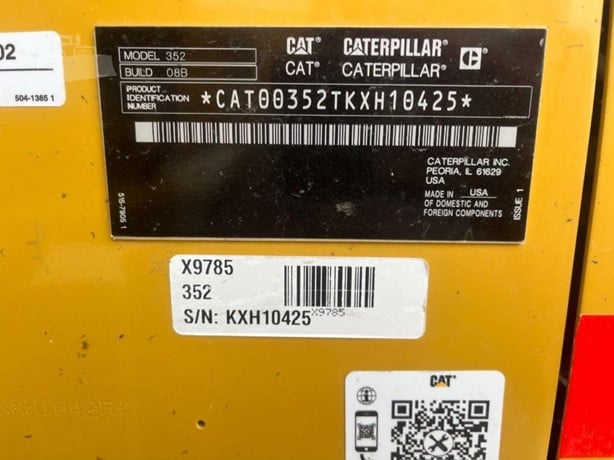 02
504-1365 1
CAT CATERPILLAR C
CAT® CATERPILLAR®
MODEL 352
BUILD 08B
PRODUCT
IDENTIFICATION
NUMBER
*CAT00352TKXH10425*
CATERPILLAR INC.
PEORIA, IL 61629
USA
MADE IN USA
OF DOMESTIC AND
FOREIGN COMPONENTS
515-7905 1
ISSUE 1
X9785
352
S/N: KXH10425
X9785
XXH10425*
CAT